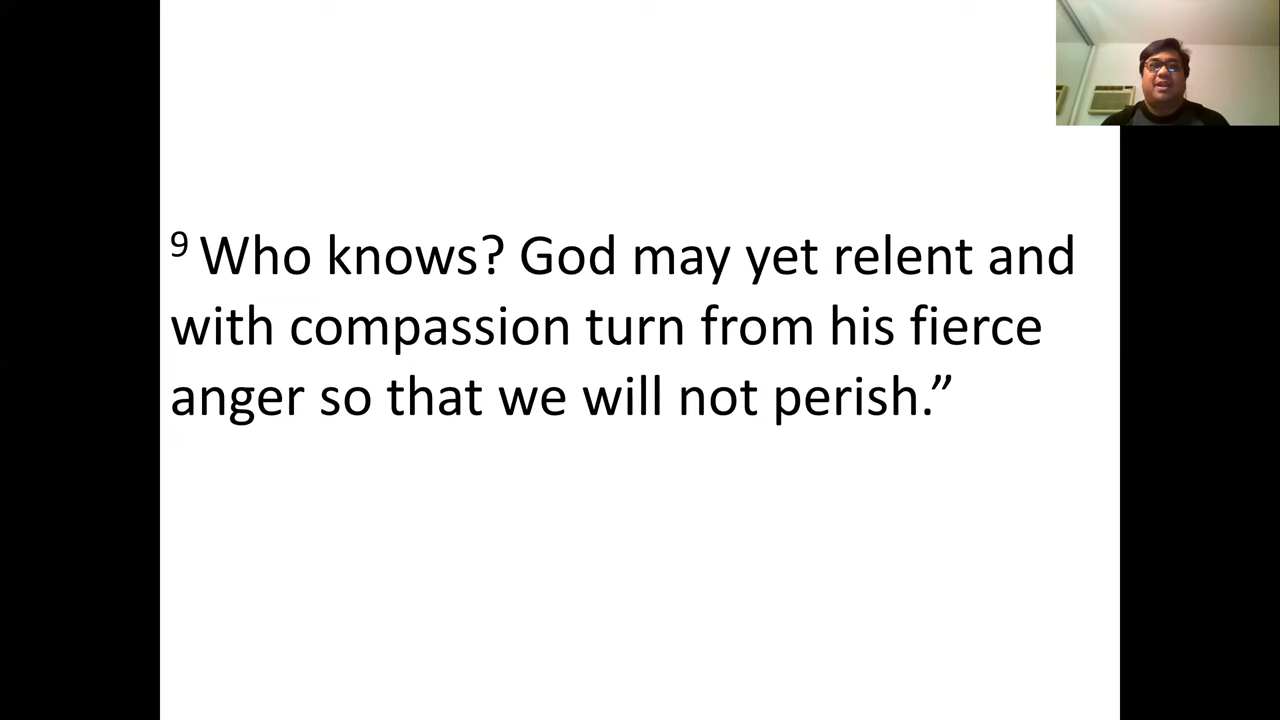 9 Who knows? God may yet relent and
with compassion turn from his fierce
anger so that we will not perish.”